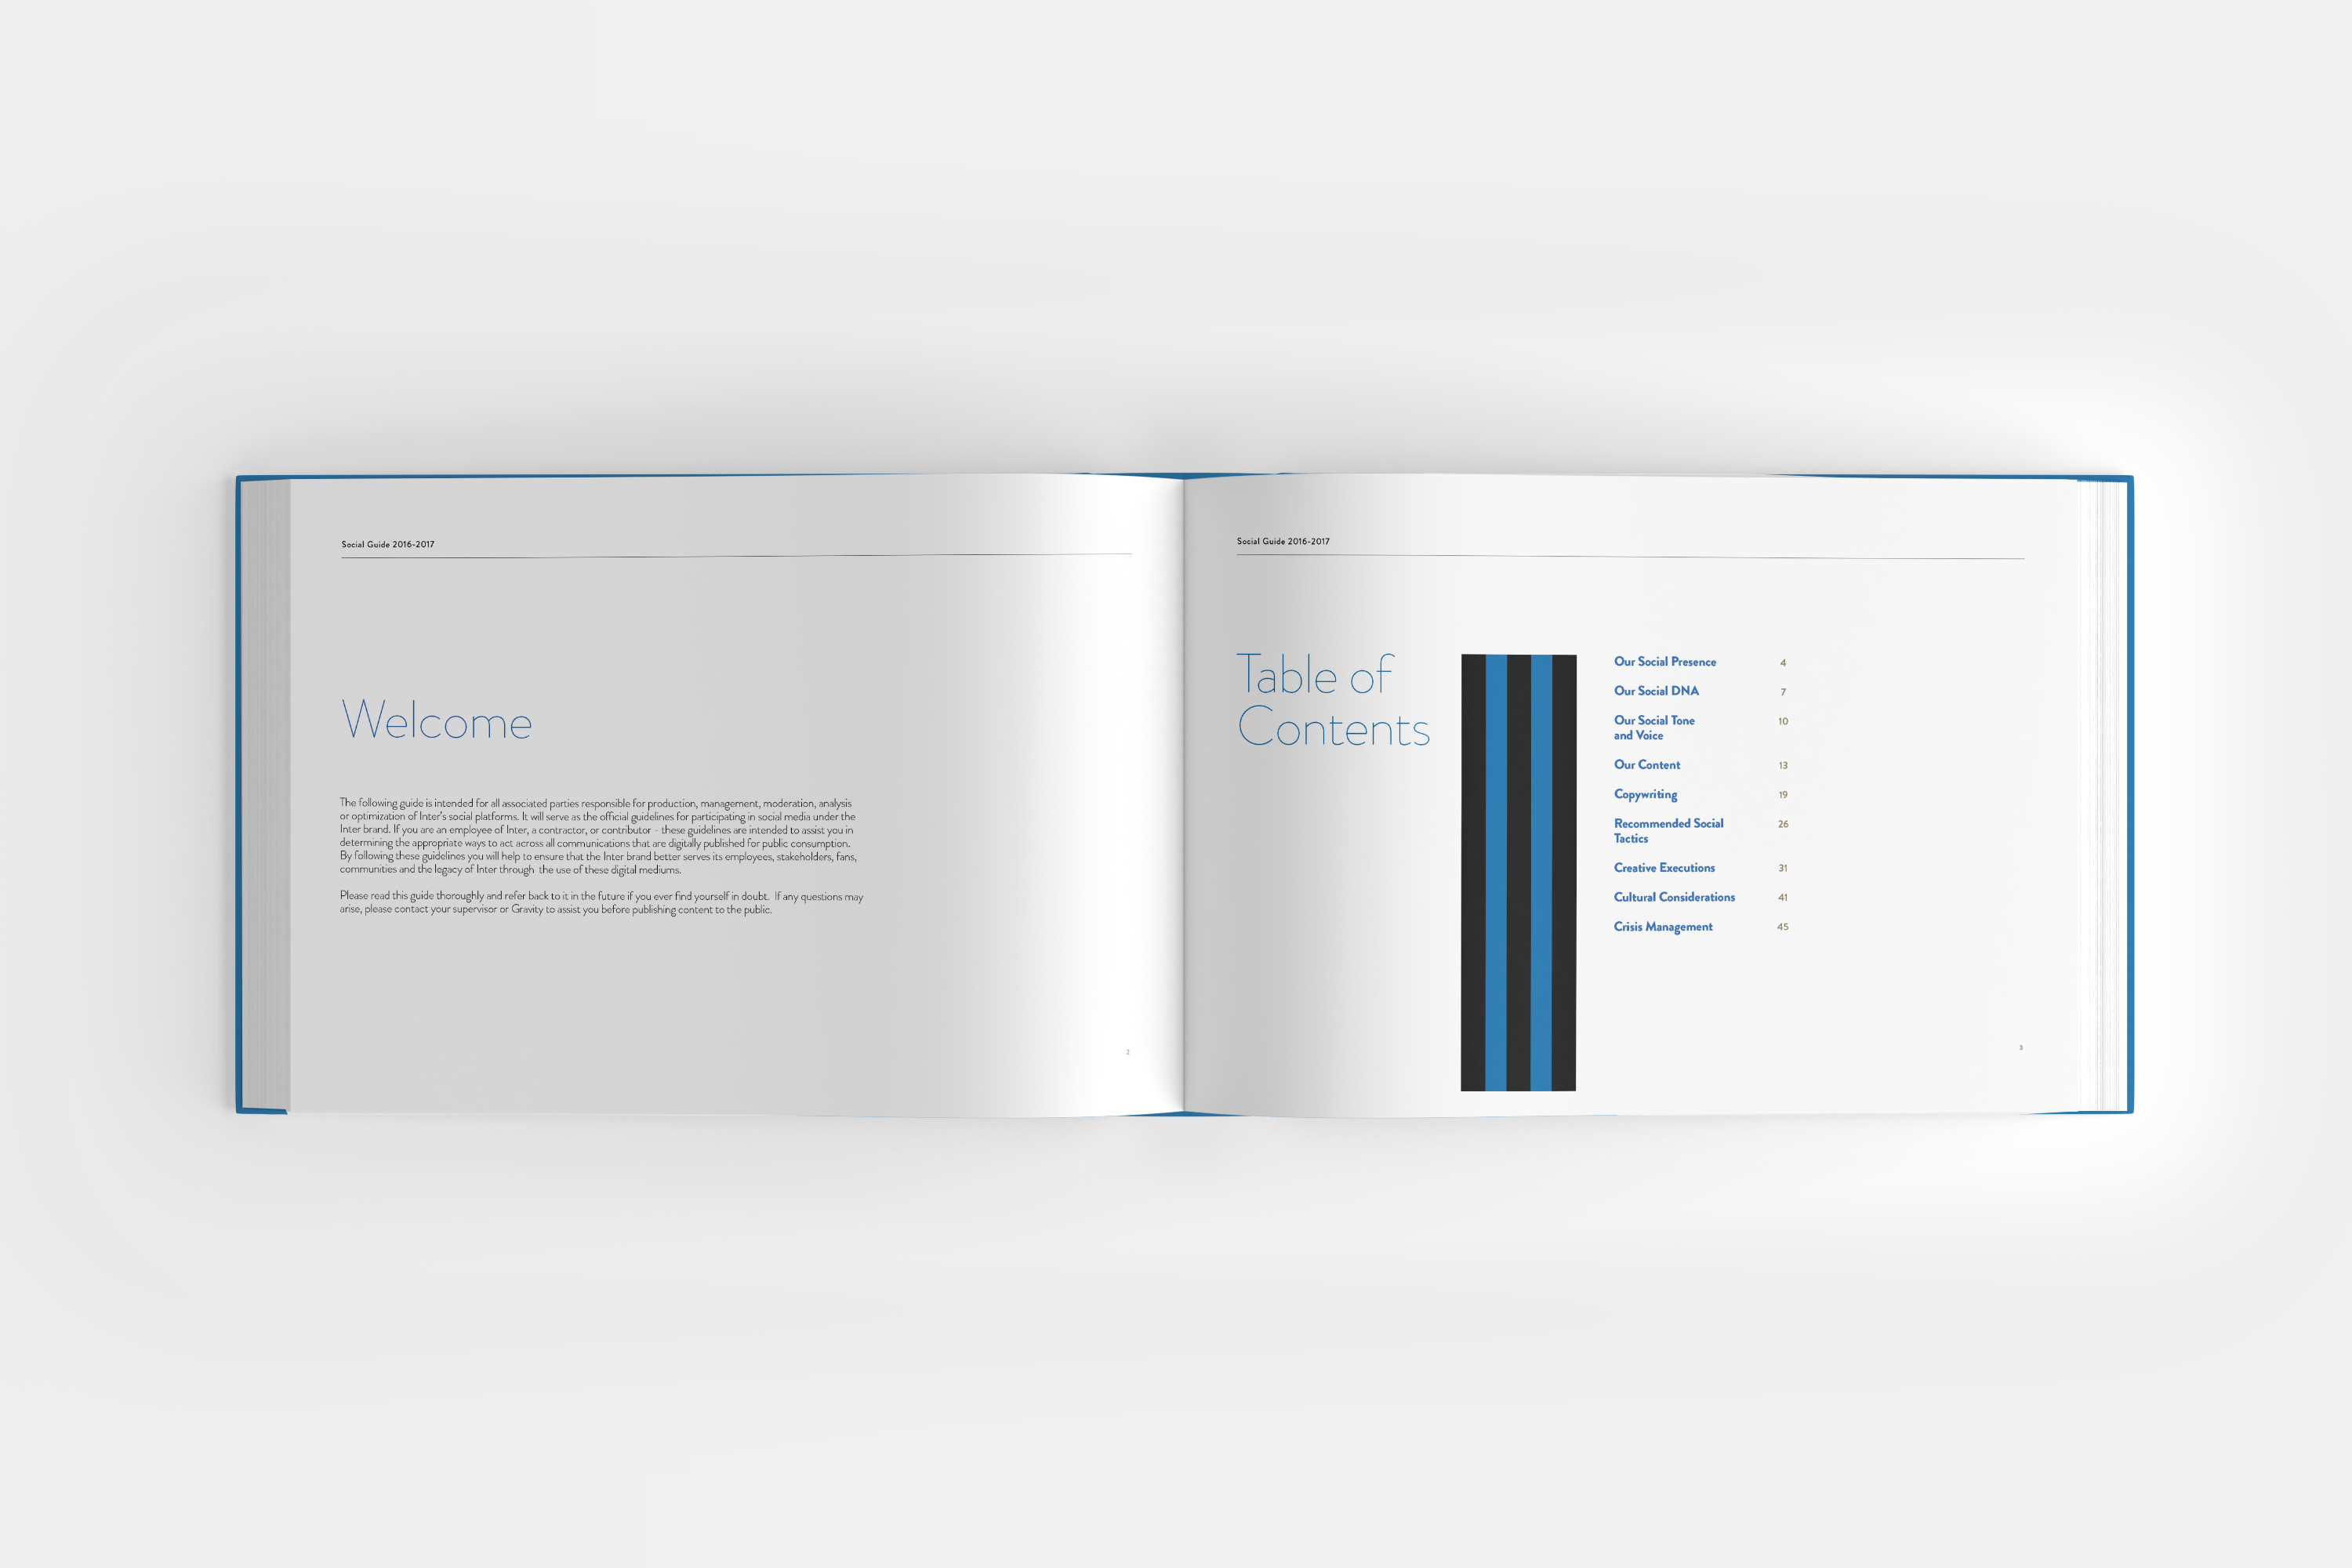 Social Guide 2016-2017
Welcome
The following guide is intended for all associated parties responsible for production, management, moderation, analysis
or optimization of Inter's social platforms. It will serve as the official guidelines for participating in social media under the
Inter brand. If you are an employee of Inter, a contractor, or contributor - these guidelines are intended to assist you in
determining the appropriate ways to act across all communications that are digitally published for public consumption.
By following these guidelines you will help to ensure that the Inter brand better serves its employees, stakeholders, fans,
communities and the legacy of Inter through the use of these digital mediums.
Please read this guide thoroughly and refer back to it in the future if you ever find yourself in doubt. If any questions may
arise, please contact your supervisor or Gravity to assist you before publishing content to the public.
2
Social Guide 2016-2017
Table of
Contents
Our Social Presence 4
Our Social DNA 7
Our Social Tone 10
and Voice
Our Content 13
Copywriting 19
Recommended Social 26
Tactics
Creative Executions 31
Cultural Considerations 41
Crisis Management 45
3